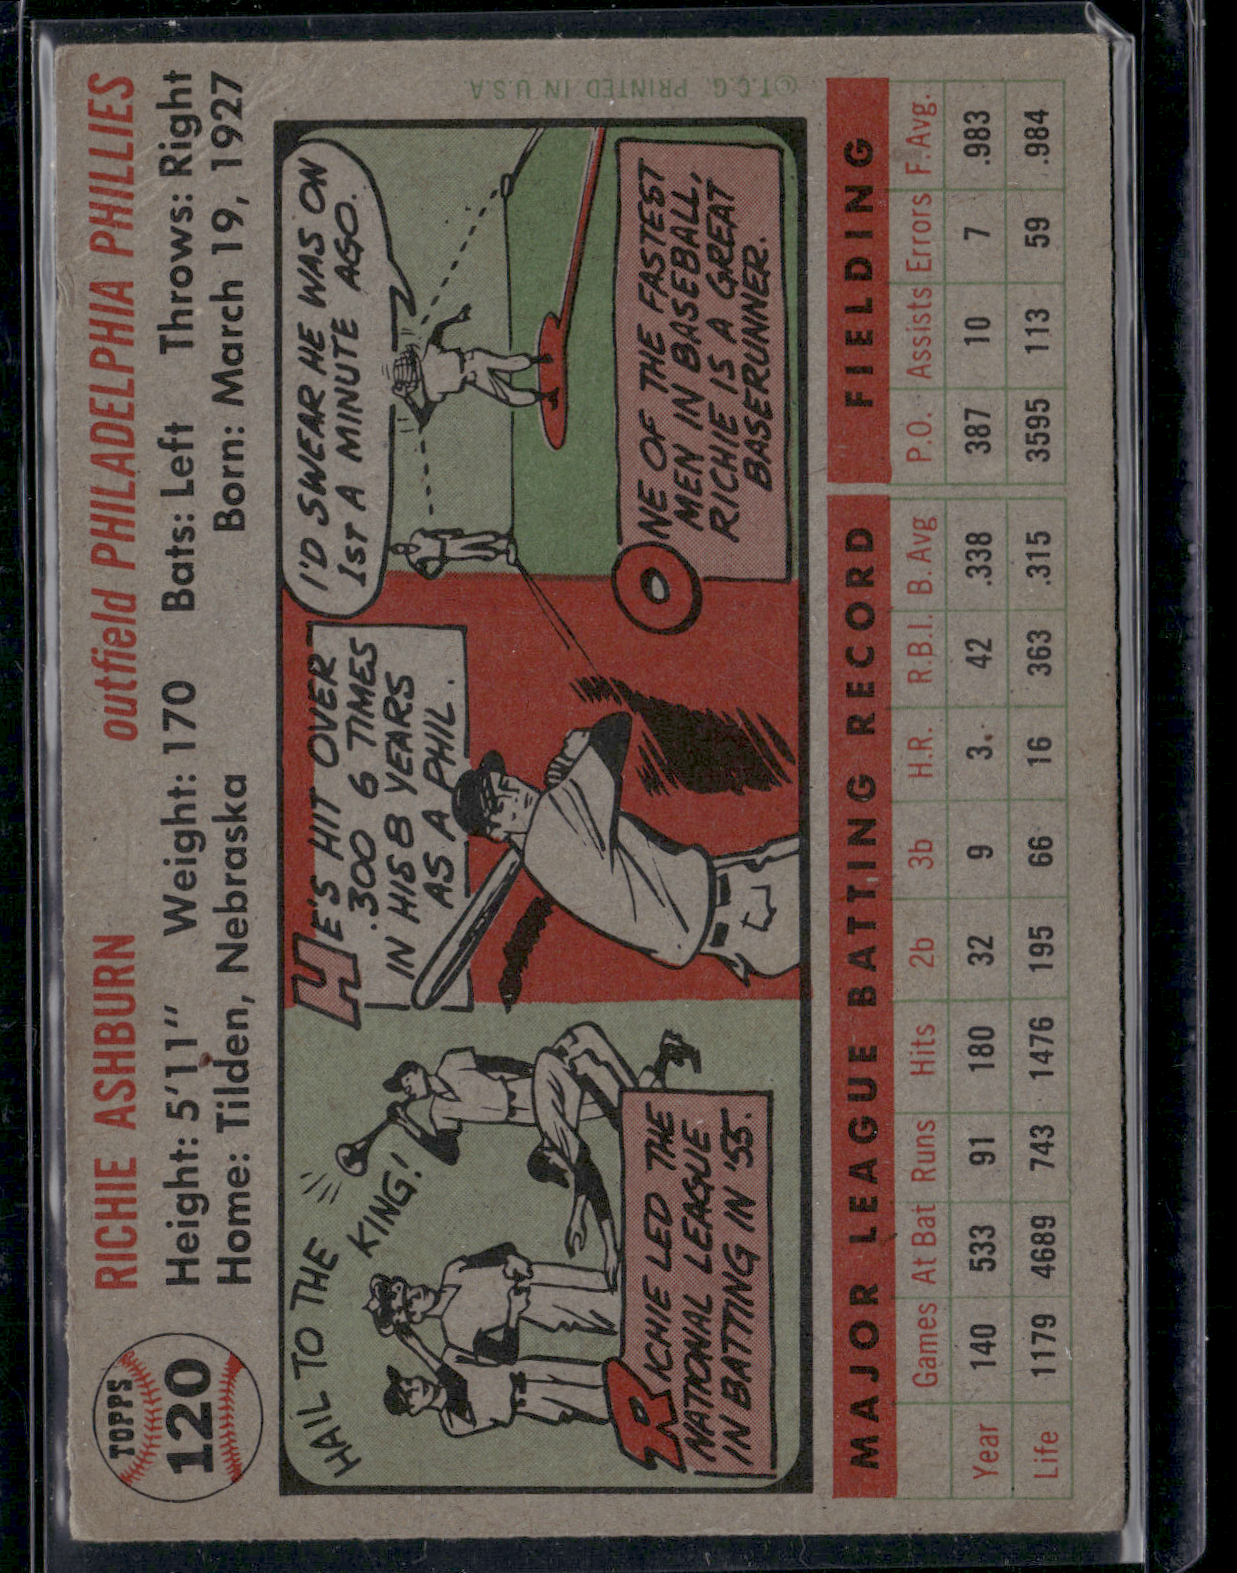 TOPPS
120
RICHIE ASHBURN outfield PHILADELPHIA PHILLIES
Height: 5'11" Weight: 170 Bats: Left Throws: Right
Home: Tilden, Nebraska Born: March 19, 1927
HAIL TO THE
KING!
RICHIE LED THE
NATIONAL LEAGUE
IN BATTING IN '55.
HE'S HIT OVER
.300 6 TIMES
IN HIS 8 YEARS
AS A PHIL.
I'D SWEAR HE WAS ON
1ST A MINUTE AGO.
ONE OF THE FASTEST
MEN IN BASEBALL,
RICHIE IS A GREAT
BASERUNNER.
©T.C.G. PRINTED IN U.S.A.
MAJOR LEAGUE BATTING RECORD FIELDING
Games At Bat Runs Hits 2b 3b H.R. R.B.I. B. Avg P.O. Assists Errors F. Avg.
Year 140 533 91 180 32 9 3. 42 .338 387 10 7 .983
Life 1179 4689 743 1476 195 66 16 363 .315 3595 113 59 .984